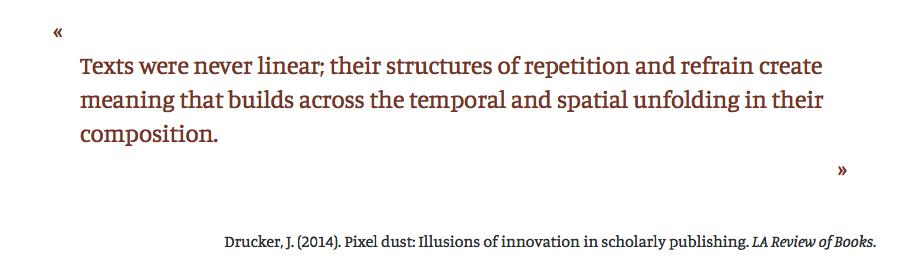 «
Texts were never linear; their structures of repetition and refrain create
meaning that builds across the temporal and spatial unfolding in their
composition.
»
Drucker, J. (2014). Pixel dust: Illusions of innovation in scholarly publishing. LA Review of Books.